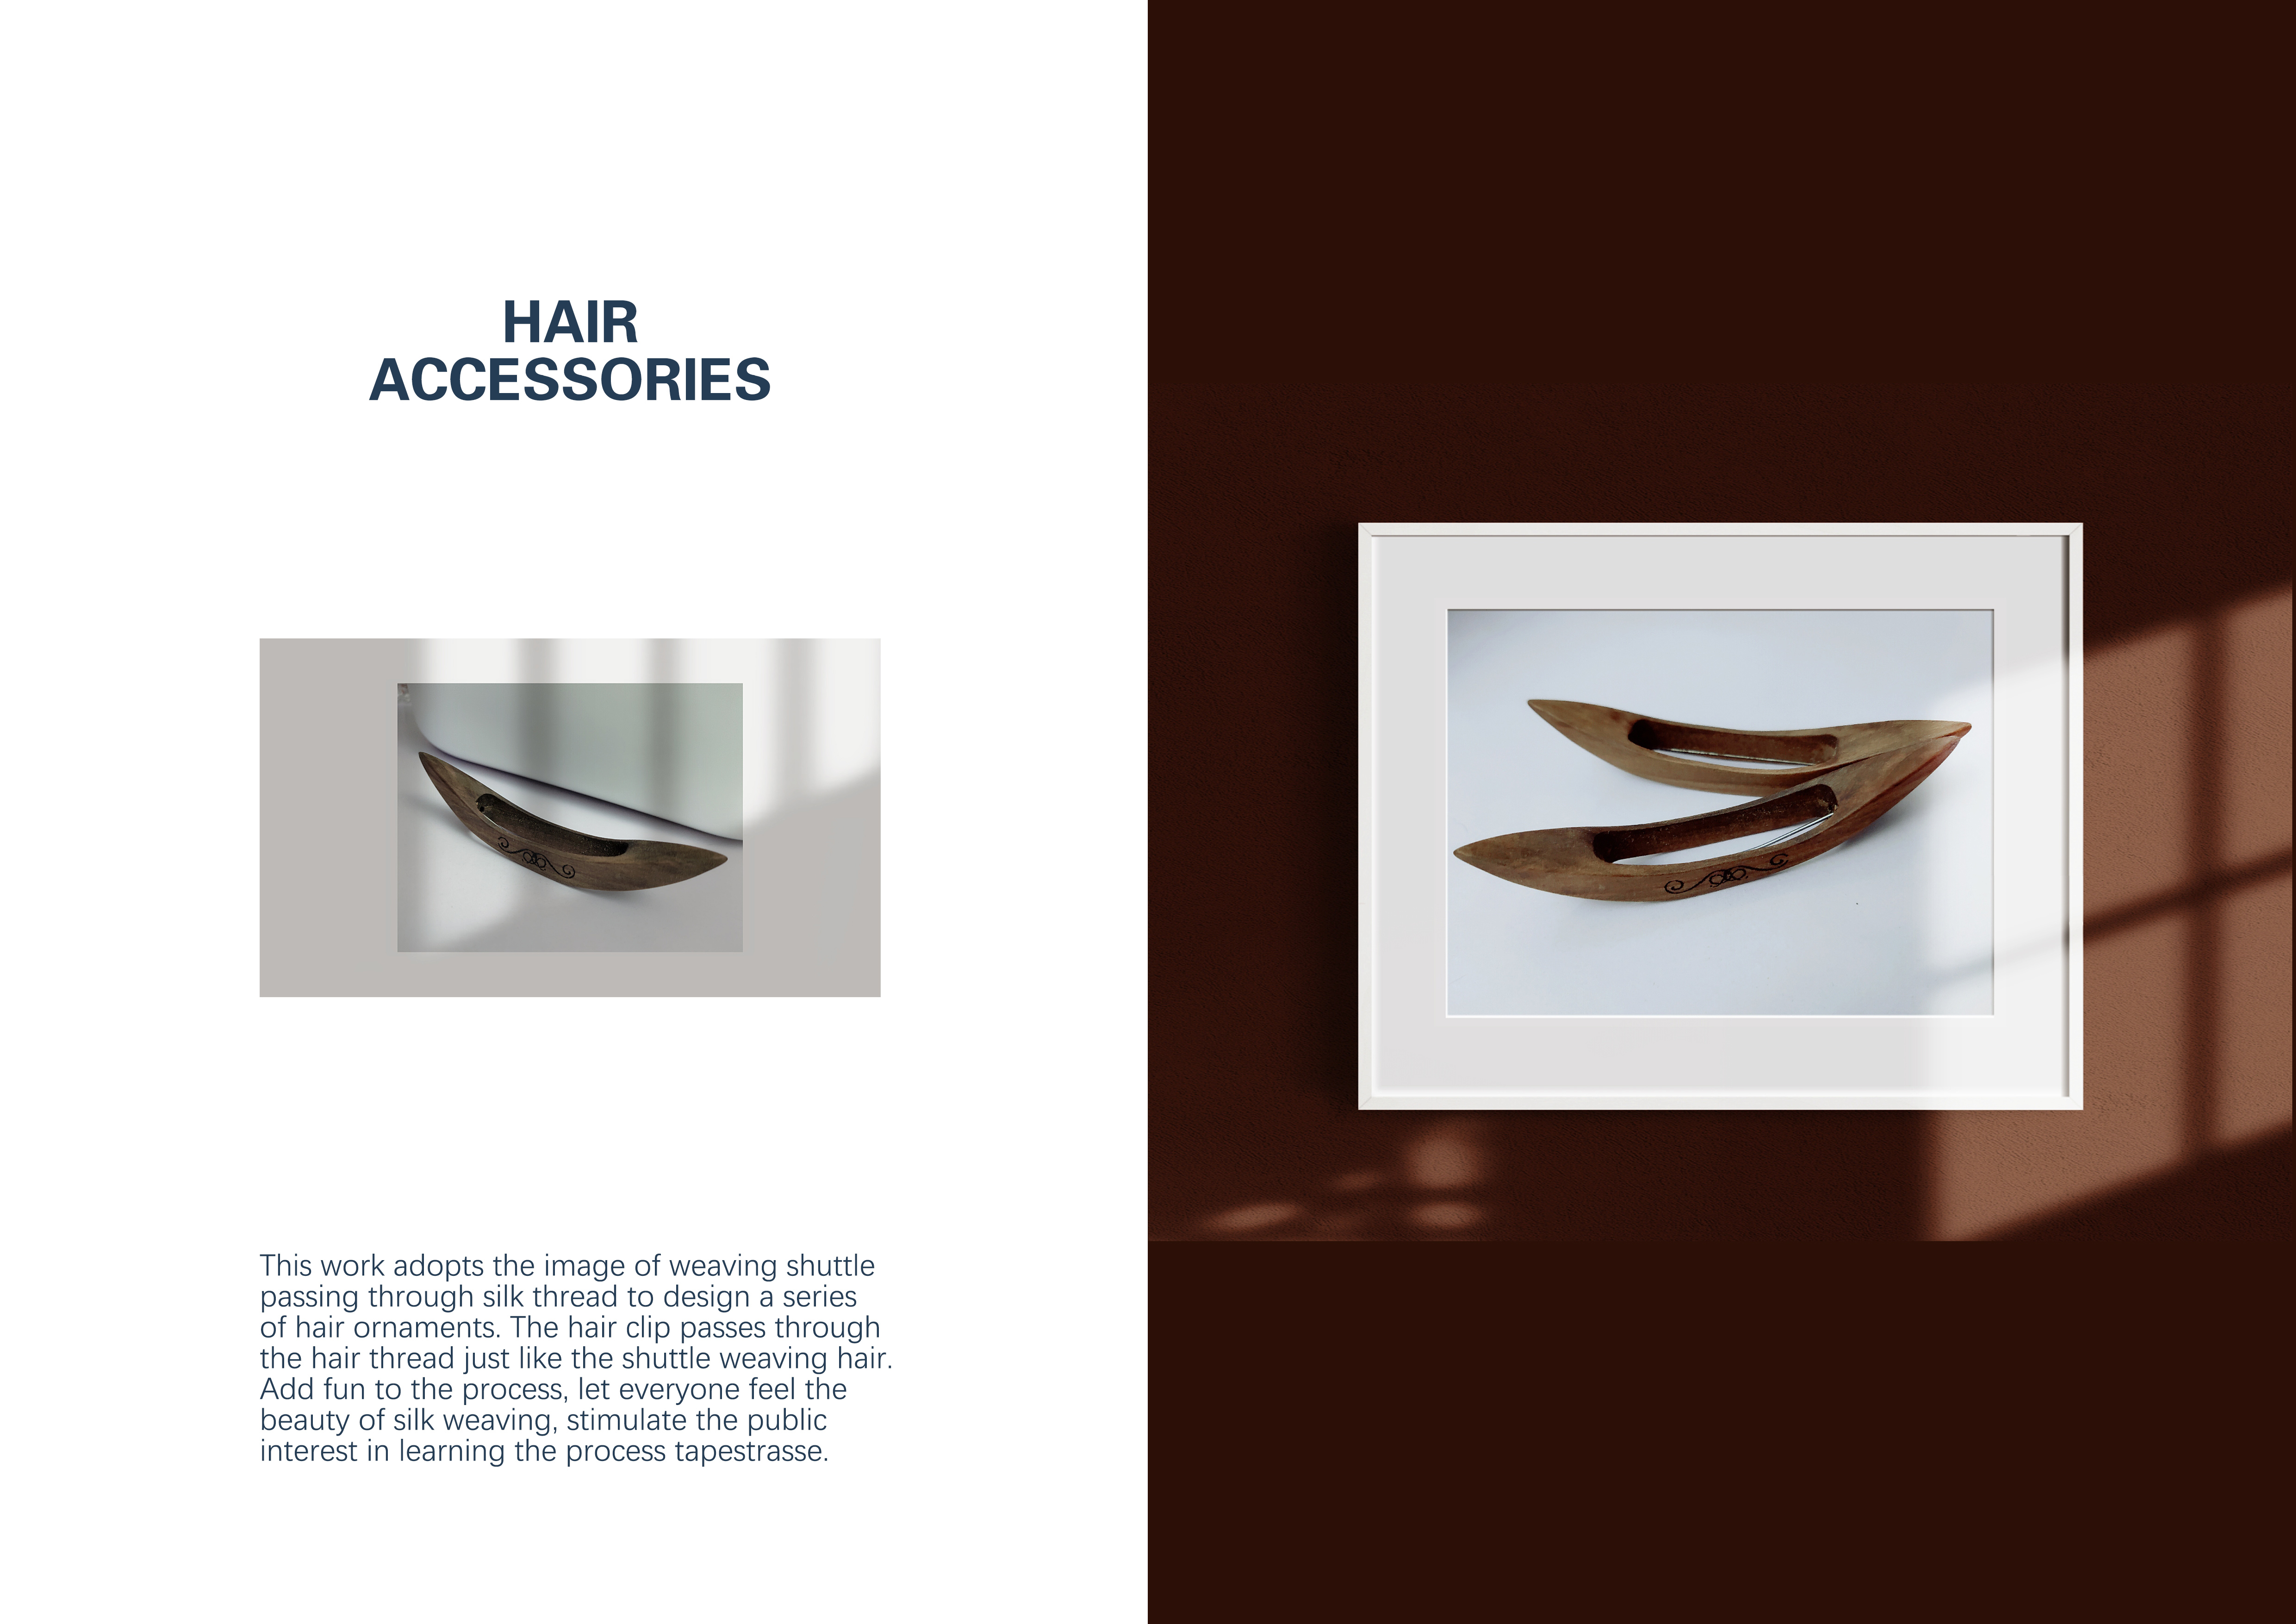 HAIR
ACCESSORIES
This work adopts the image of weaving shuttle
passing through silk thread to design a series
of hair ornaments. The hair clip passes through
the hair thread just like the shuttle weaving hair.
Add fun to the process, let everyone feel the
beauty of silk weaving, stimulate the public
interest in learning the process tapestrasse.